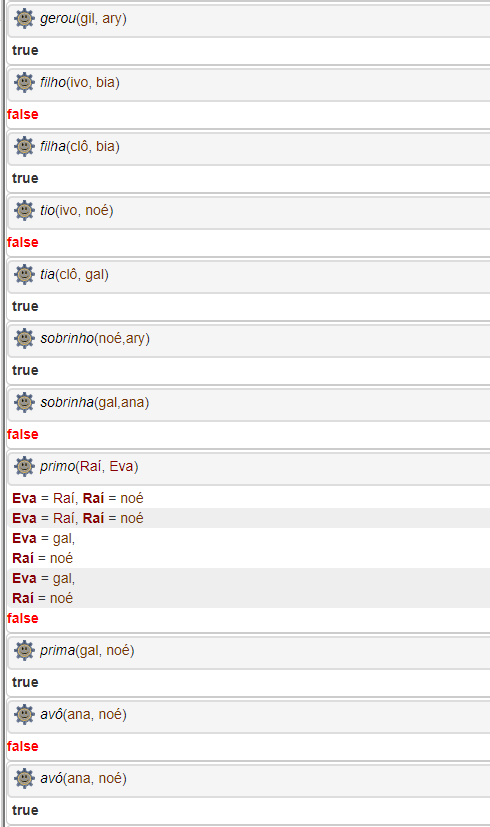 gerou(gil, ary)
true
filho(ivo, bia)
false
filha(clô, bia)
true
tio(ivo, noé)
false
tia(clô, gal)
true
sobrinho(noé,ary)
true
sobrinha(gal,ana)
false
primo(Raí, Eva)
Eva = Raí, Raí = noé
Eva = Raí, Raí = noé
Eva = gal,
Raí = noé
Eva = gal,
Raí = noé
false
prima(gal, noé)
true
avô(ana, noé)
false
avó(ana, noé)
true